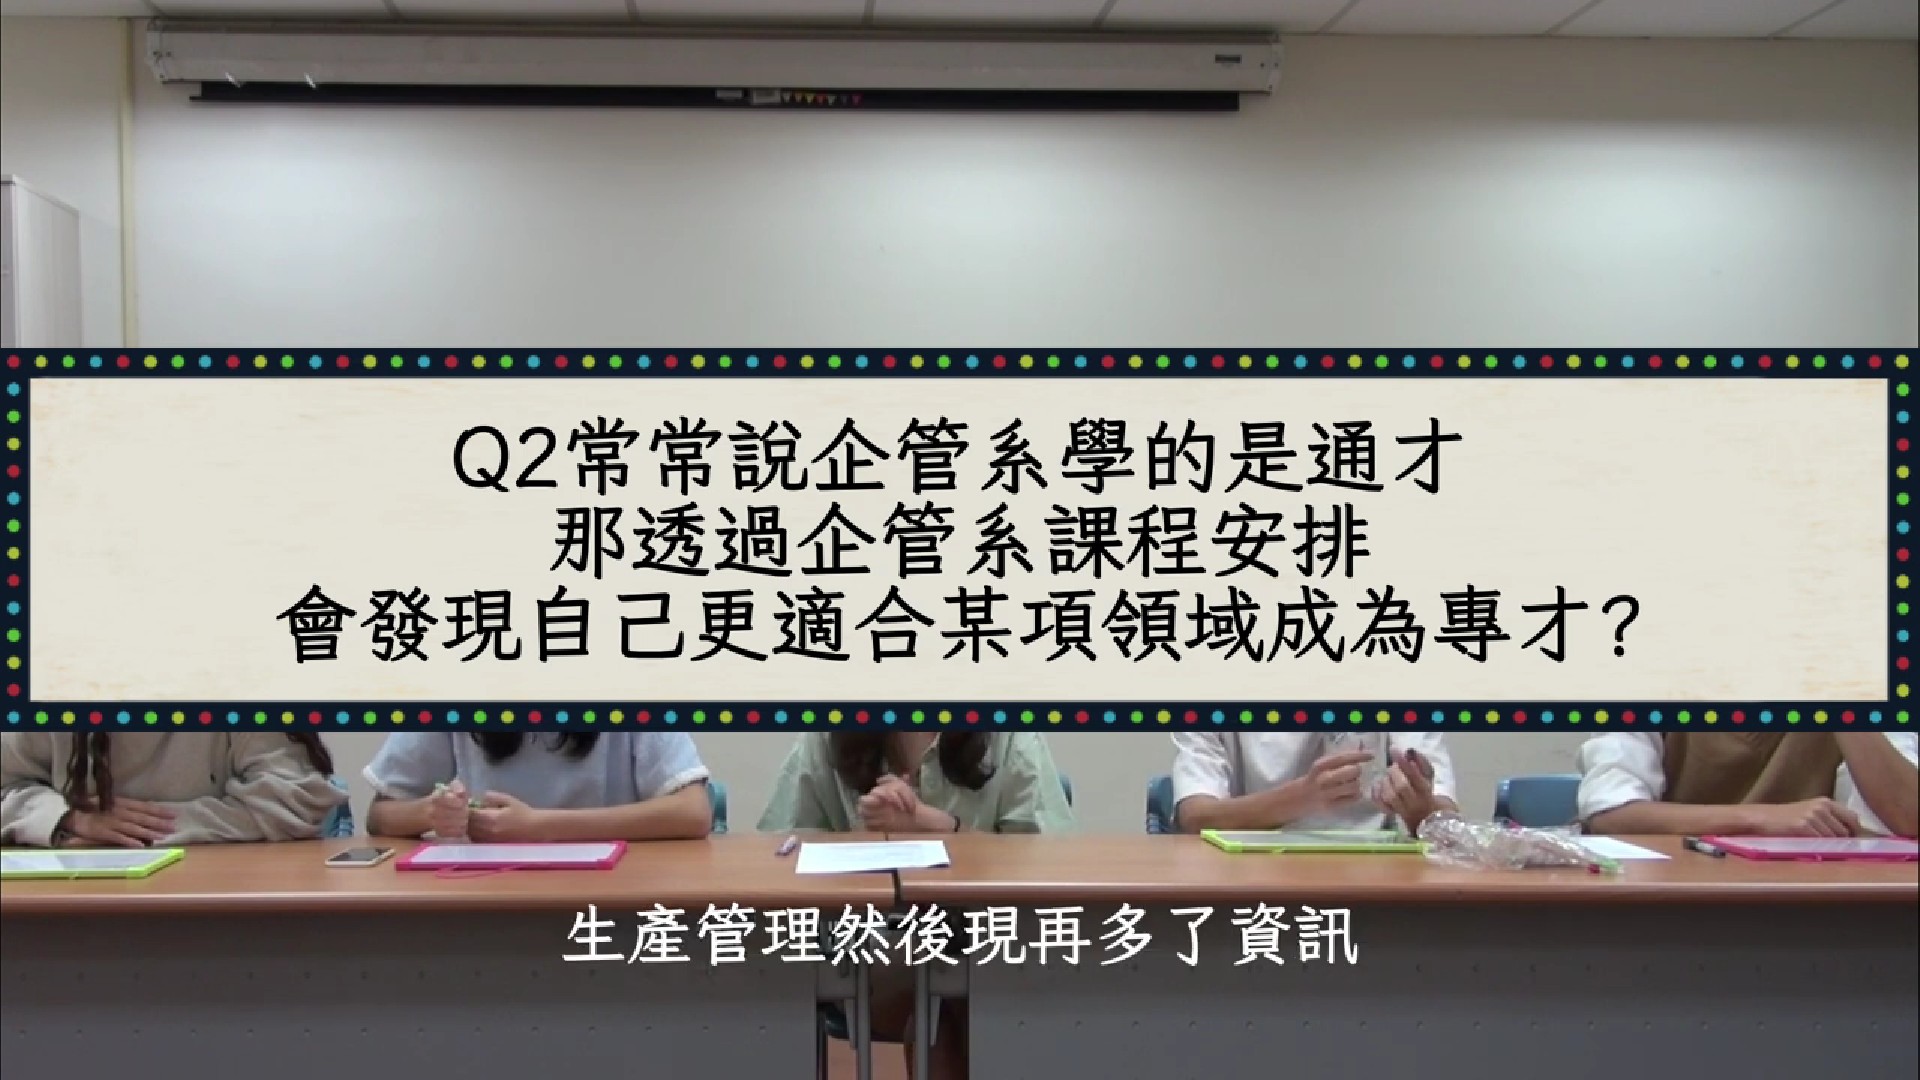 Q2常常說企管系學的是通才
那透過企管系課程安排
會發現自己更適合某項領域成為專才?
生產管理然後現再多了資訊